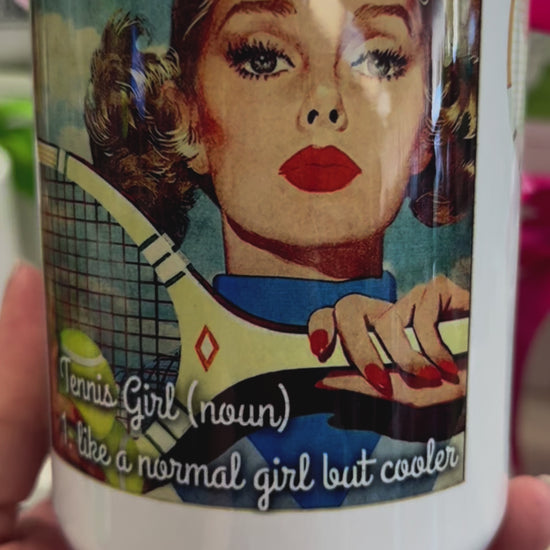 Tennis Girl (noun)
1. like a normal girl but cooler